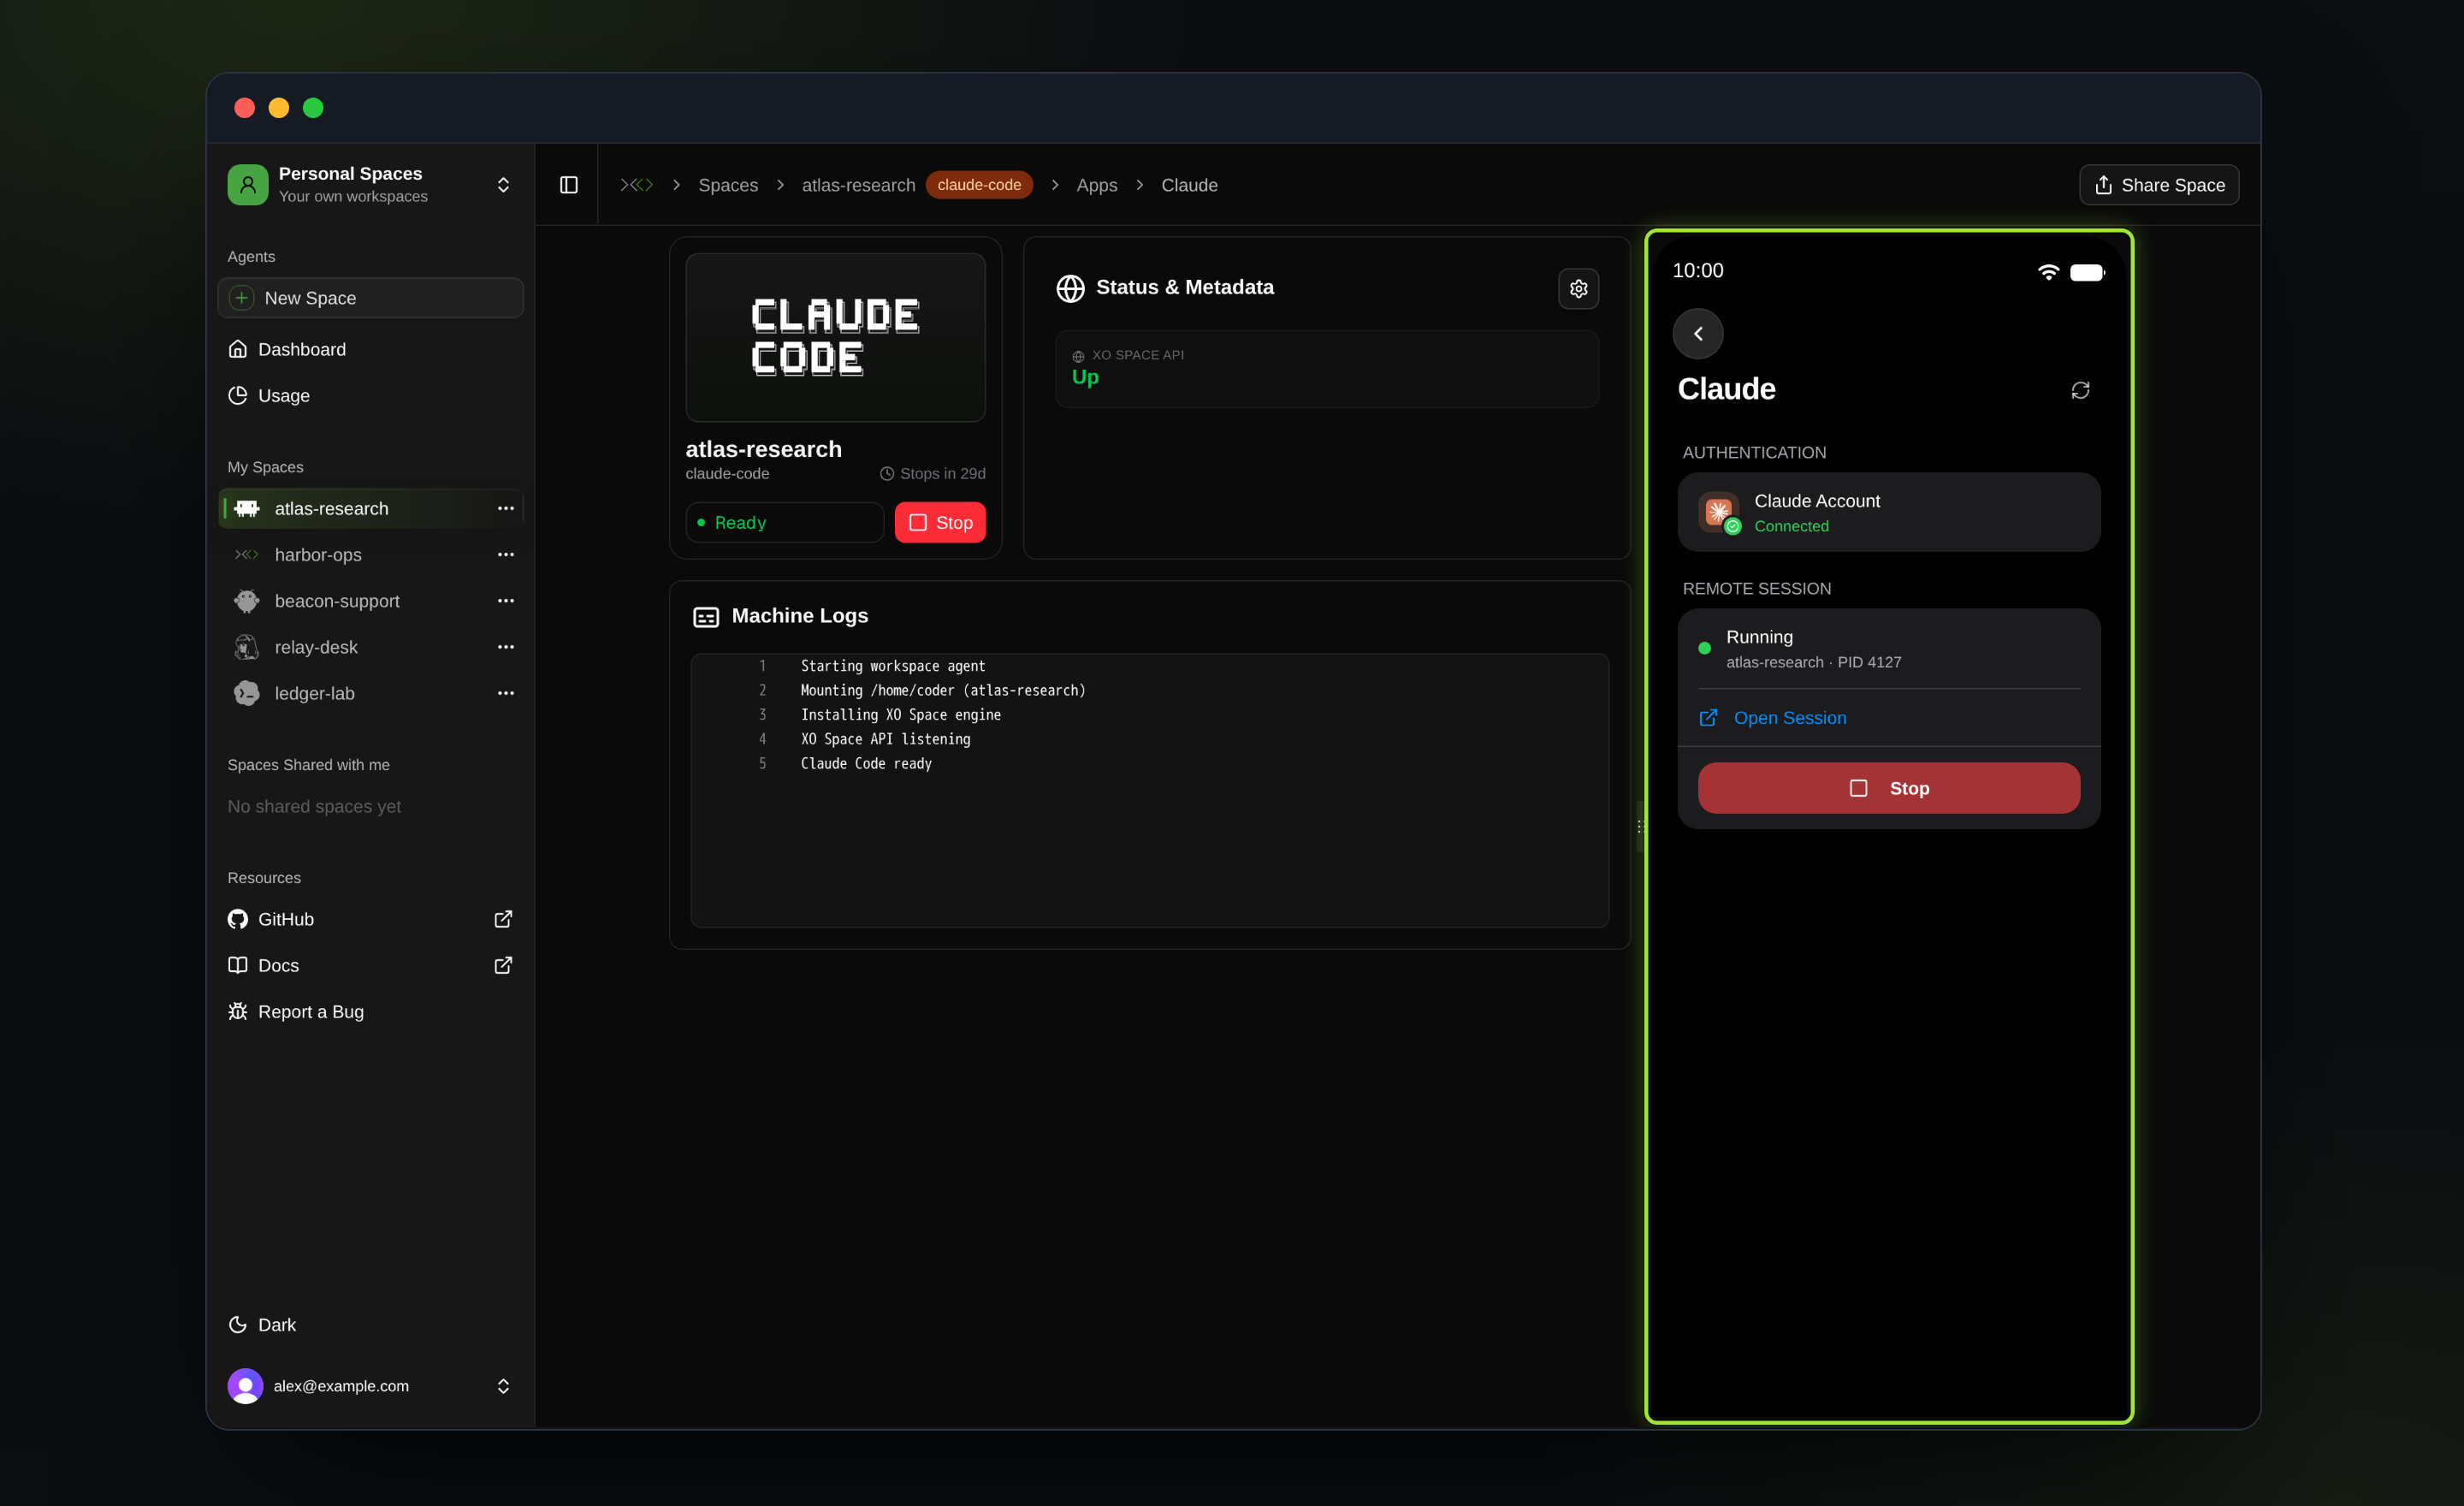 Personal Spaces
Your own workspaces
Agents
New Space
Dashboard
Usage
My Spaces
atlas-research
harbor-ops
beacon-support
relay-desk
ledger-lab
Spaces Shared with me
No shared spaces yet
Resources
GitHub
Docs
Report a Bug
Dark
alex@example.com
Spaces atlas-research claude-code Apps Claude
Share Space
CLAUDE
CODE
atlas-research
claude-code Stops in 29d
Ready Stop
Status & Metadata
XO SPACE API
Up
Machine Logs
1 Starting workspace agent
2 Mounting /home/coder (atlas-research)
3 Installing XO Space engine
4 XO Space API listening
5 Claude Code ready
10:00
Claude
AUTHENTICATION
Claude Account
Connected
REMOTE SESSION
Running
atlas-research · PID 4127
Open Session
Stop